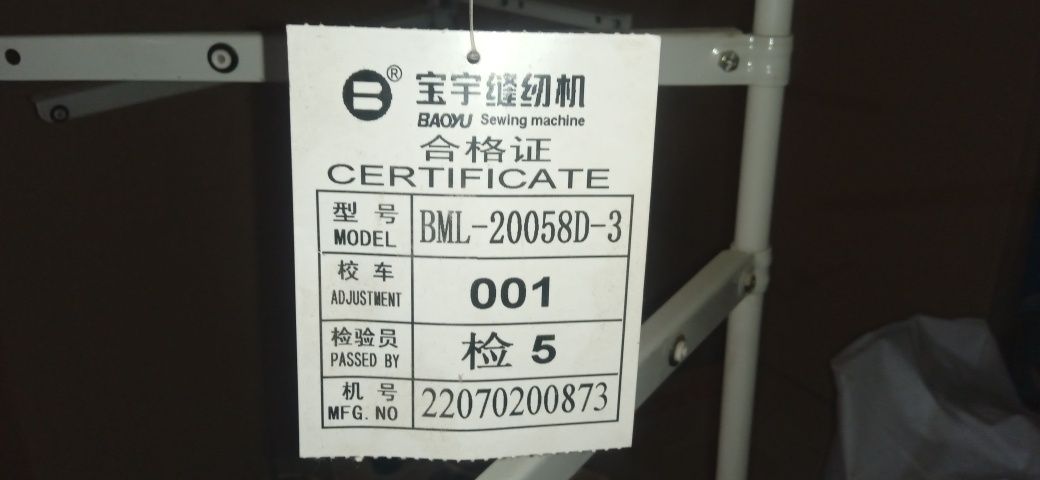 B® 宝宇缝纫机
BAOYU Sewing machine
合格证
CERTIFICATE
型号
MODEL
BML-20058D-3
校车
ADJUSTMENT
001
检验员
PASSED BY
检 5
机号
MFG.NO
22070200873